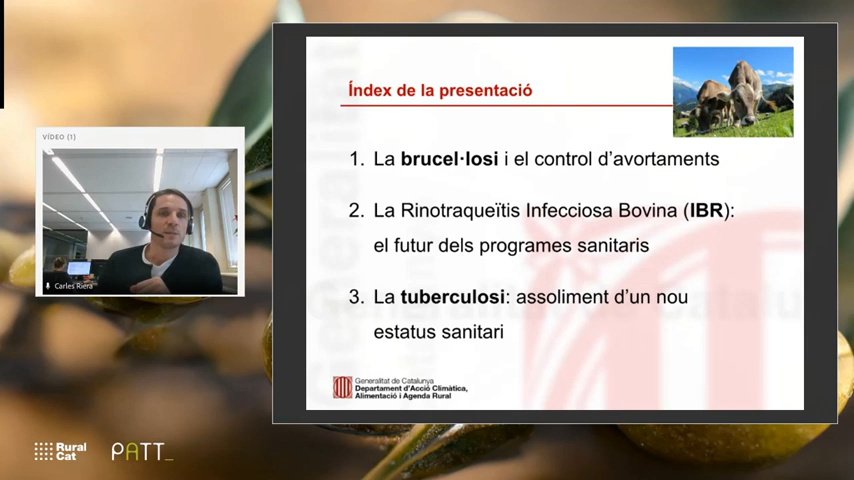 VÍDEO (1)
Carles Riera
Índex de la presentació
1. La brucel·losi i el control d'avortaments
2. La Rinotraqueïtis Infecciosa Bovina (IBR):
el futur dels programes sanitaris
3. La tuberculosi: assoliment d'un nou
estatus sanitari
Generalitat de Catalunya
Departament d'Acció Climàtica,
Alimentació i Agenda Rural
Rural
Cat
PATT_